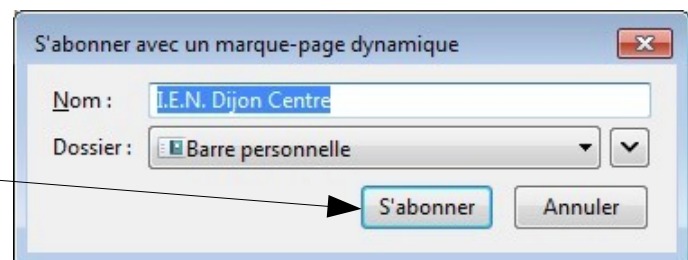 S'abonner avec un marque-page dynamique
Nom : I.E.N. Dijon Centre
Dossier : Barre personnelle
S'abonner Annuler